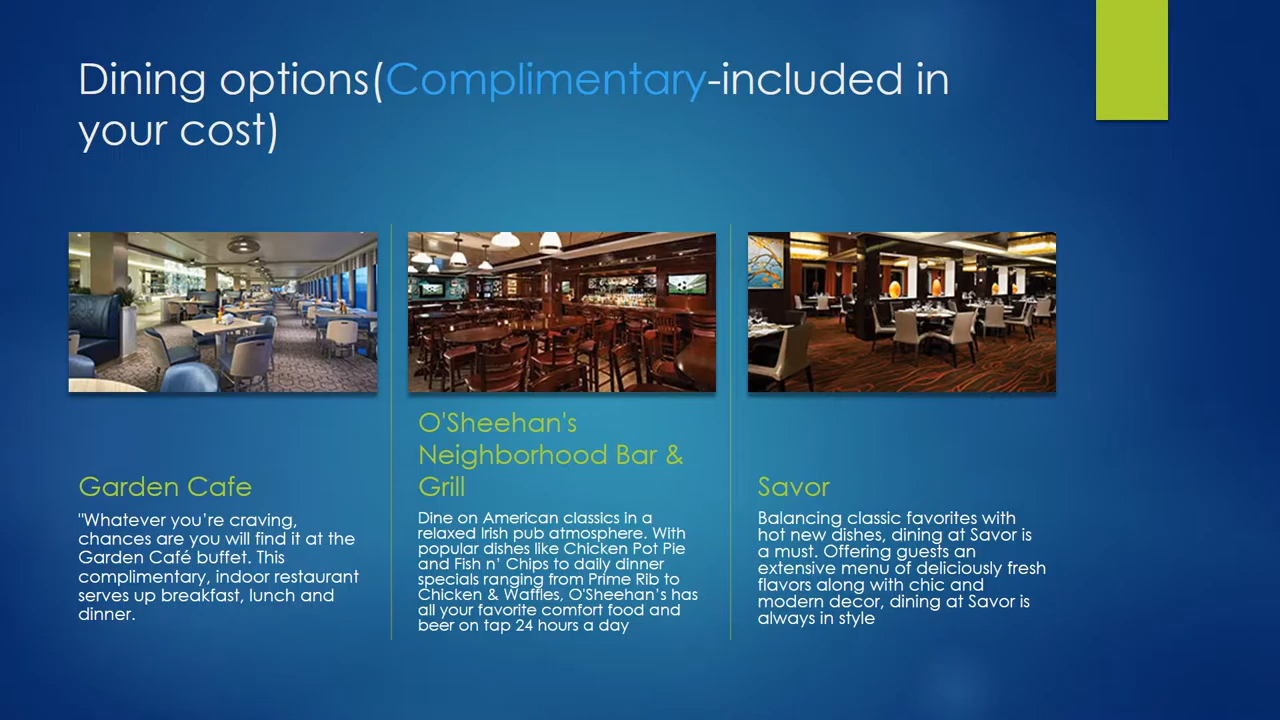 Dining options(Complimentary-included in
your cost)
Garden Cafe
"Whatever you’re craving,
chances are you will find it at the
Garden Café buffet. This
complimentary, indoor restaurant
serves up breakfast, lunch and
dinner.
O'Sheehan's
Neighborhood Bar &
Grill
Dine on American classics in a
relaxed Irish pub atmosphere. With
popular dishes like Chicken Pot Pie
and Fish n’ Chips to daily dinner
specials ranging from Prime Rib to
Chicken & Waffles, O'Sheehan’s has
all your favorite comfort food and
beer on tap 24 hours a day
Savor
Balancing classic favorites with
hot new dishes, dining at Savor is
a must. Offering guests an
extensive menu of deliciously fresh
flavors along with chic and
modern decor, dining at Savor is
always in style